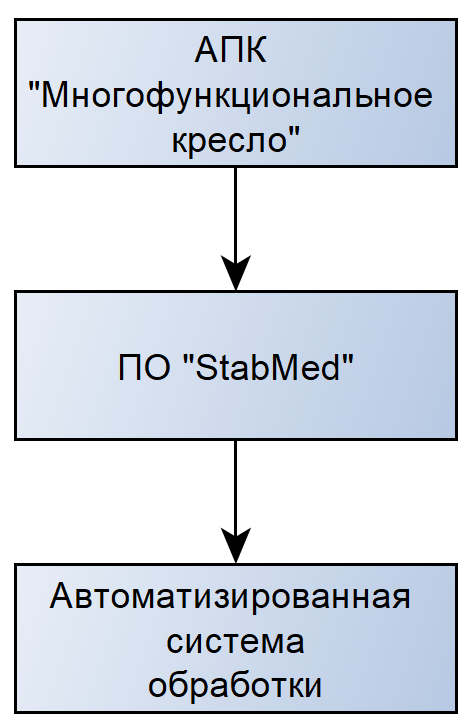 АПК
"Многофункциональное
кресло"
ПО "StabMed"
Автоматизированная
система
обработки